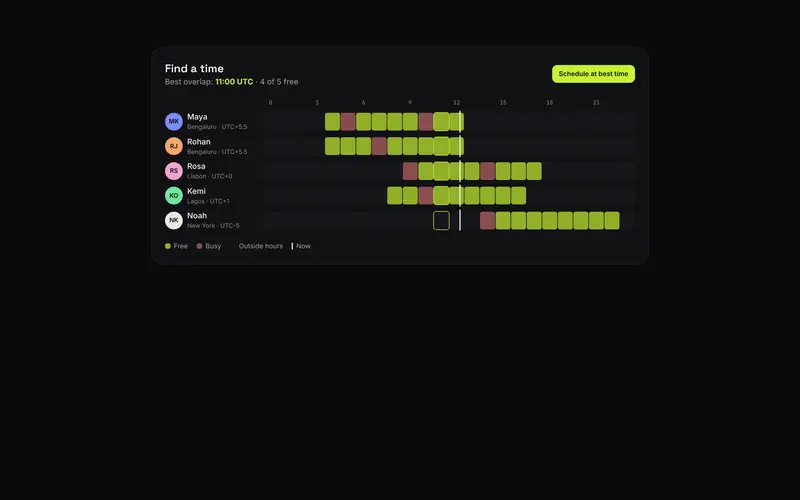 Find a time
Best overlap: 11:00 UTC · 4 of 5 free
Schedule at best time
0 3 6 9 12 15 18 21
MK Maya
Bengaluru · UTC+5.5
RJ Rohan
Bengaluru · UTC+5.5
RS Rosa
Lisbon · UTC+0
KO Kemi
Lagos · UTC+1
NK Noah
New York · UTC-5
Free Busy Outside hours Now